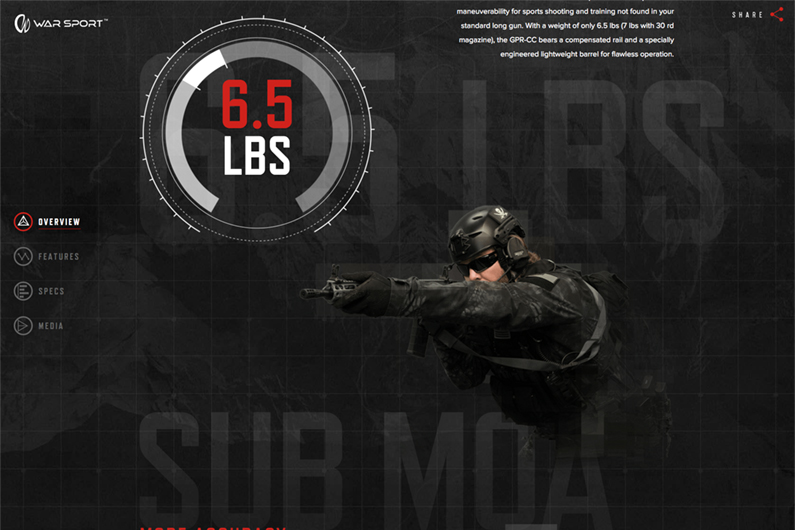 WAR SPORT™
maneuverability for sports shooting and training not found in your
standard long gun. With a weight of only 6.5 lbs (7 lbs with 30 rd
magazine), the GPR-CC bears a compensated rail and a specially
engineered lightweight barrel for flawless operation.
SHARE
6.5 LBS
6.5
LBS
OVERVIEW
FEATURES
SPECS
MEDIA
SUB MOA
MORE ACCURACY